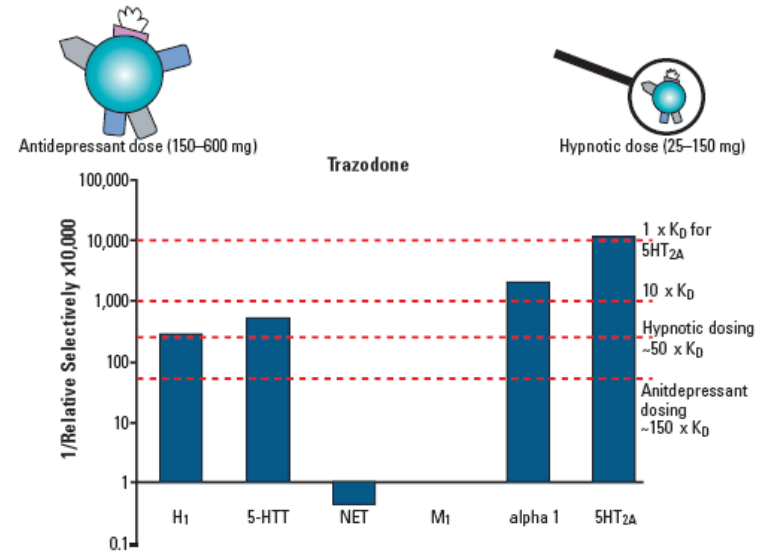 Antidepressant dose (150–600 mg)
Hypnotic dose (25–150 mg)
Trazodone
1/Relative Selectively x10,000
100,000
10,000
1,000
100
10
1
0.1
1 x KD for
5HT2A
10 x KD
Hypnotic dosing
~50 x KD
Anitdepressant
dosing
~150 x KD
H1
5-HTT
NET
M1
alpha 1
5HT2A